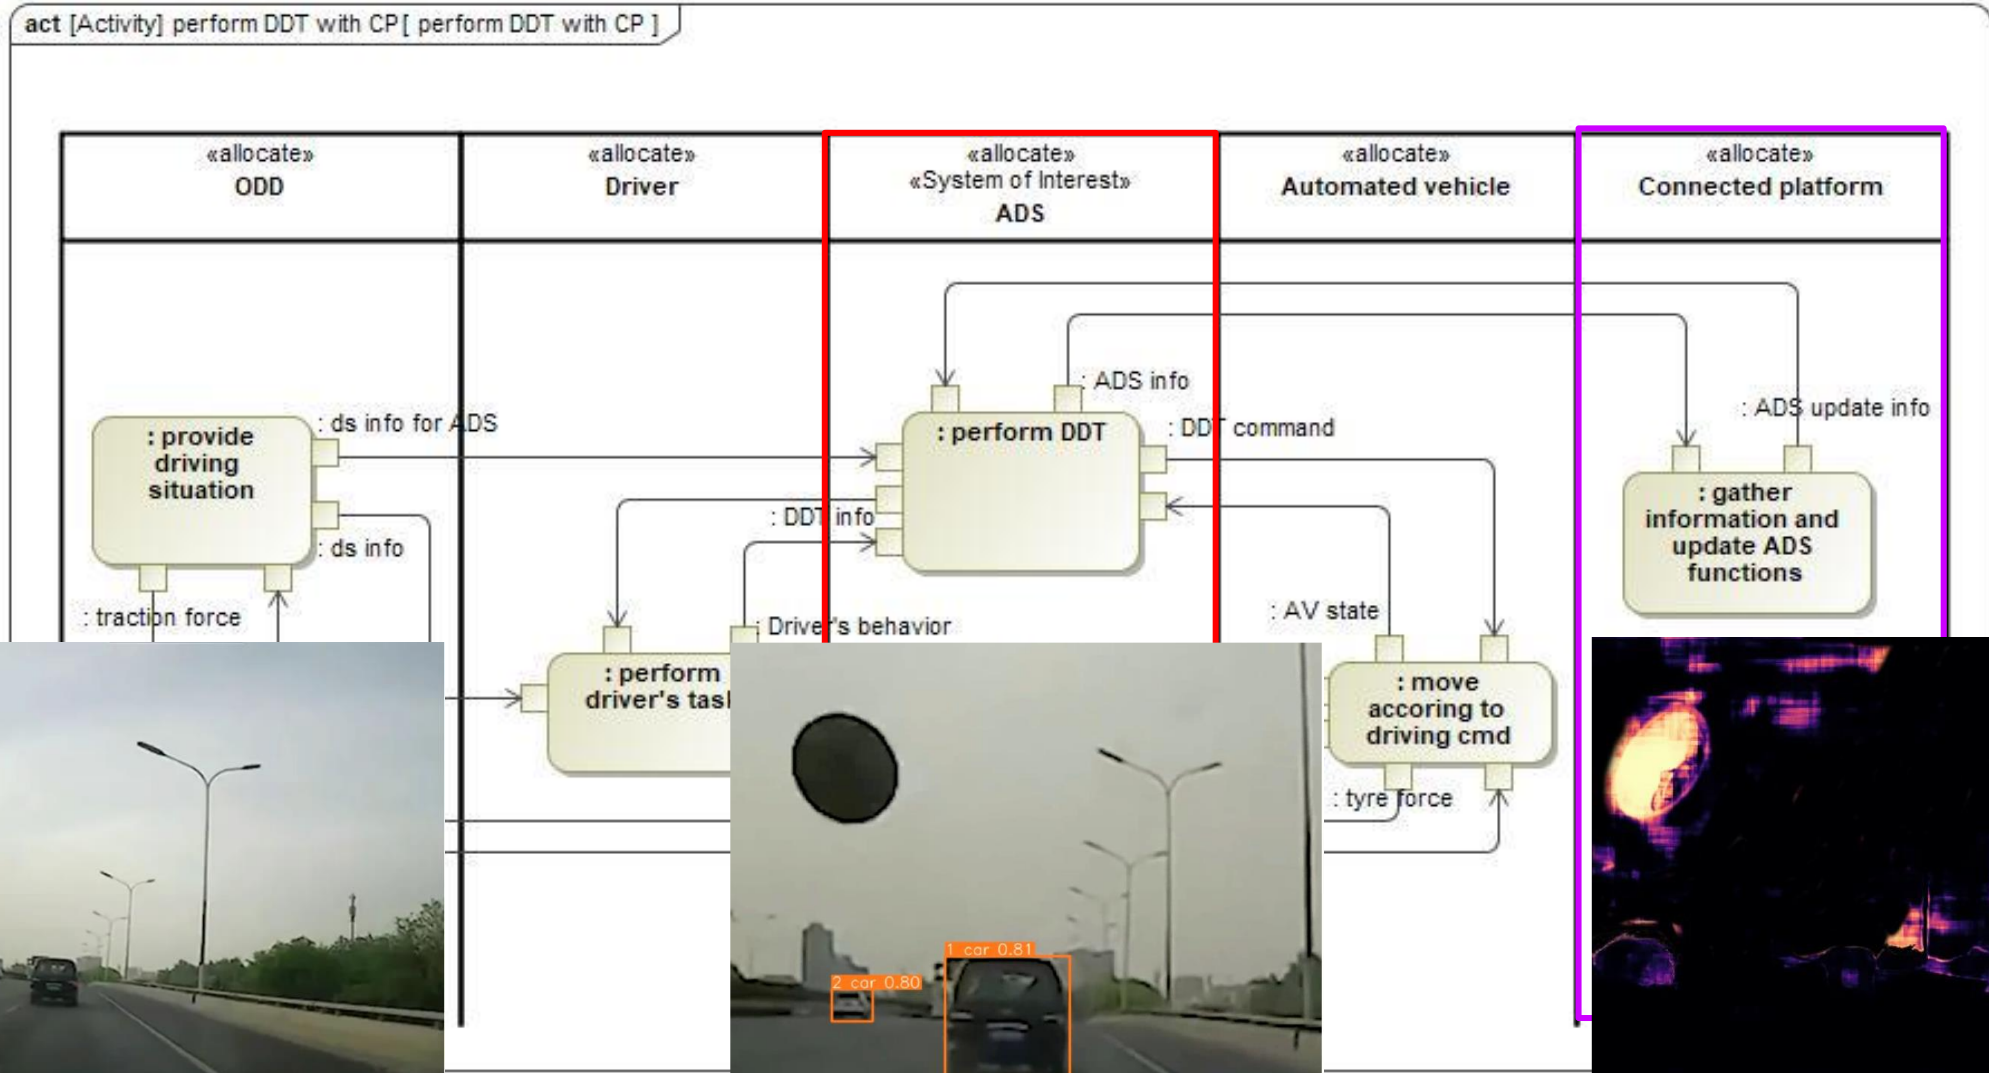 act [Activity] perform DDT with CP[ perform DDT with CP ]
«allocate»
ODD
«allocate»
Driver
«allocate»
«System of Interest»
ADS
«allocate»
Automated vehicle
«allocate»
Connected platform
: ADS info
: ADS update info
: ds info for ADS
: provide
driving
situation
: ds info
: traction force
: perform DDT
: DDT command
: DDT info
: gather
information and
update ADS
functions
: Driver's behavior
: AV state
: perform
driver's
: move
accoring to
driving cmd
: tyre force
1 car 0.81
2 car 0.80